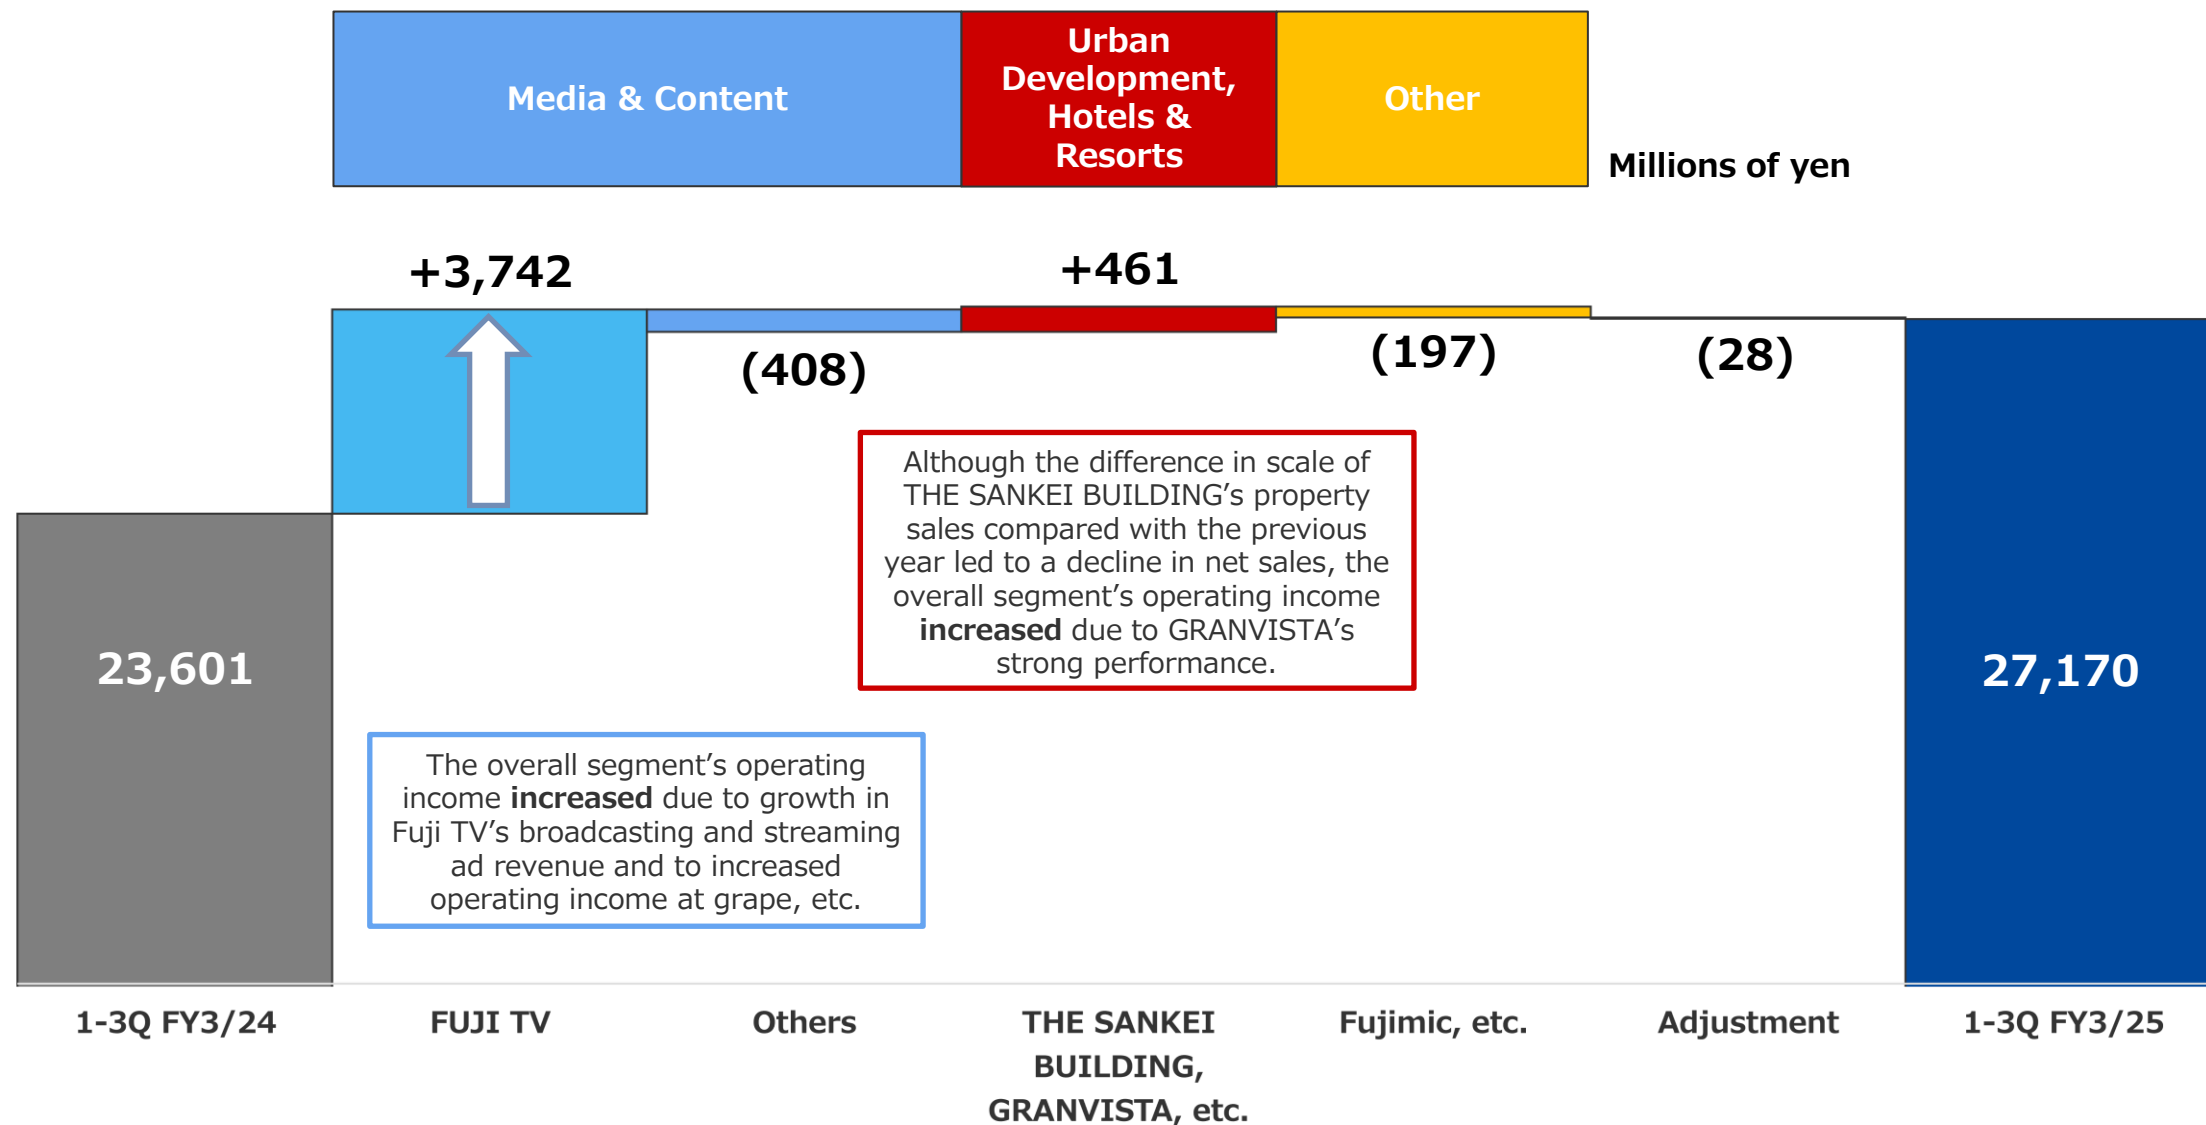 Media & Content
Urban
Development,
Hotels &
Resorts
Other
Millions of yen
+3,742
(408)
+461
(197)
(28)
23,601
27,170
Although the difference in scale of
THE SANKEI BUILDING’s property
sales compared with the previous
year led to a decline in net sales, the
overall segment’s operating income
increased due to GRANVISTA’s
strong performance.
The overall segment’s operating
income increased due to growth in
Fuji TV’s broadcasting and streaming
ad revenue and to increased
operating income at grape, etc.
1-3Q FY3/24
FUJI TV
Others
THE SANKEI
BUILDING,
GRANVISTA, etc.
Fujimic, etc.
Adjustment
1-3Q FY3/25